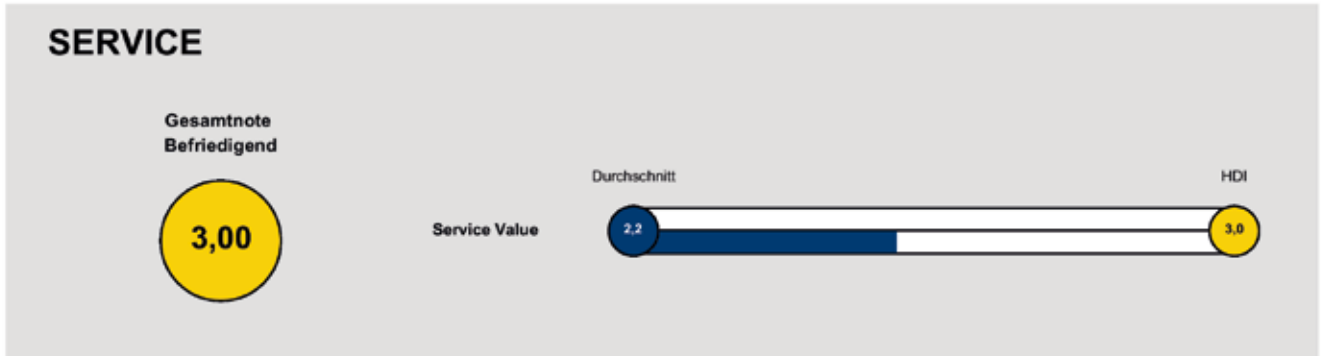 SERVICE
Gesamtnote
Befriedigend
3,00
Durchschnitt
HDI
Service Value
2,2
3,0